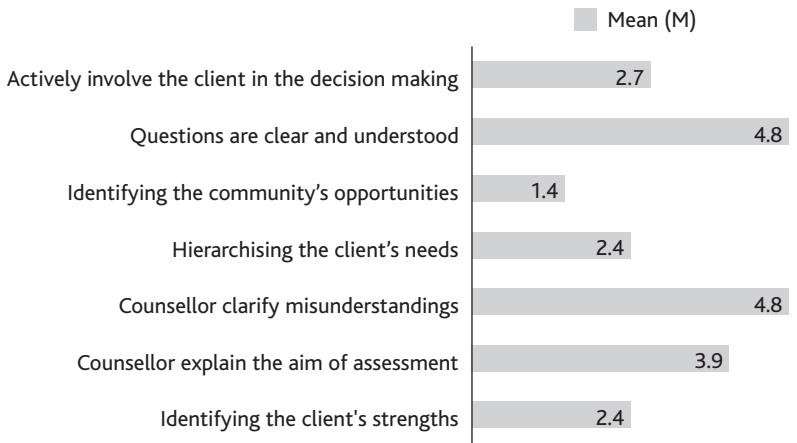 Mean (M)
Actively involve the client in the decision making 2.7
Questions are clear and understood 4.8
Identifying the community’s opportunities 1.4
Hierarchising the client’s needs 2.4
Counsellor clarify misunderstandings 4.8
Counsellor explain the aim of assessment 3.9
Identifying the client's strengths 2.4